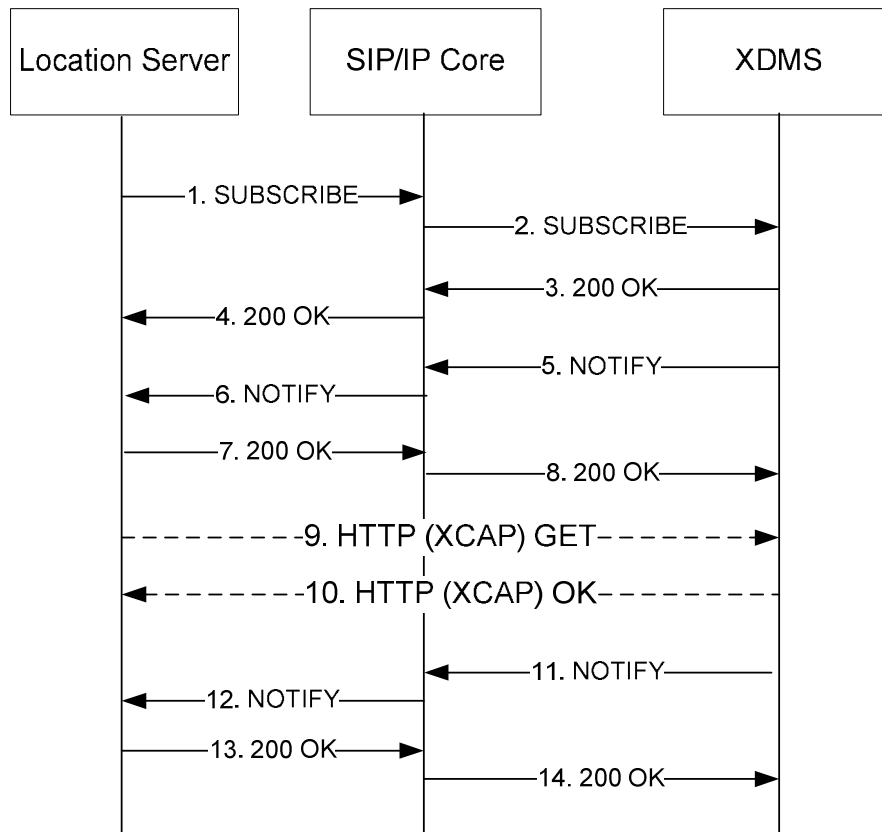 Location Server
SIP/IP Core
XDMS
1. SUBSCRIBE
2. SUBSCRIBE
3. 200 OK
4. 200 OK
5. NOTIFY
6. NOTIFY
7. 200 OK
8. 200 OK
9. HTTP (XCAP) GET
10. HTTP (XCAP) OK
11. NOTIFY
12. NOTIFY
13. 200 OK
14. 200 OK